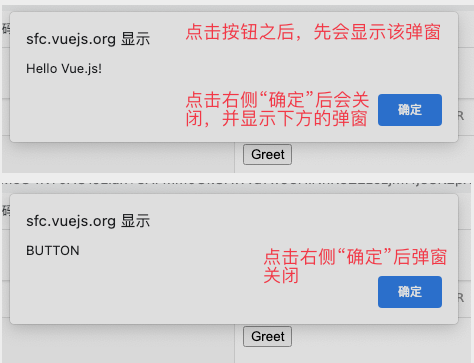 sfc.vuejs.org 显示
点击按钮之后，先会显示该弹窗
Hello Vue.js!
点击右侧“确定”后会关
闭，并显示下方的弹窗
确定
码
R
Greet
sfc.vuejs.org 显示
码
BUTTON
点击右侧“确定”后弹窗
关闭
确定
R
Greet